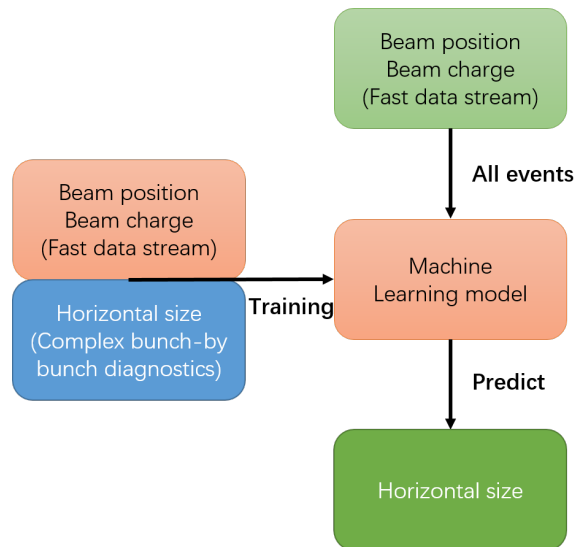 Beam position
Beam charge
(Fast data stream)
All events
Beam position
Beam charge
(Fast data stream)
Machine
Learning model
Training
Horizontal size
(Complex bunch-by
bunch diagnostics)
Predict
Horizontal size